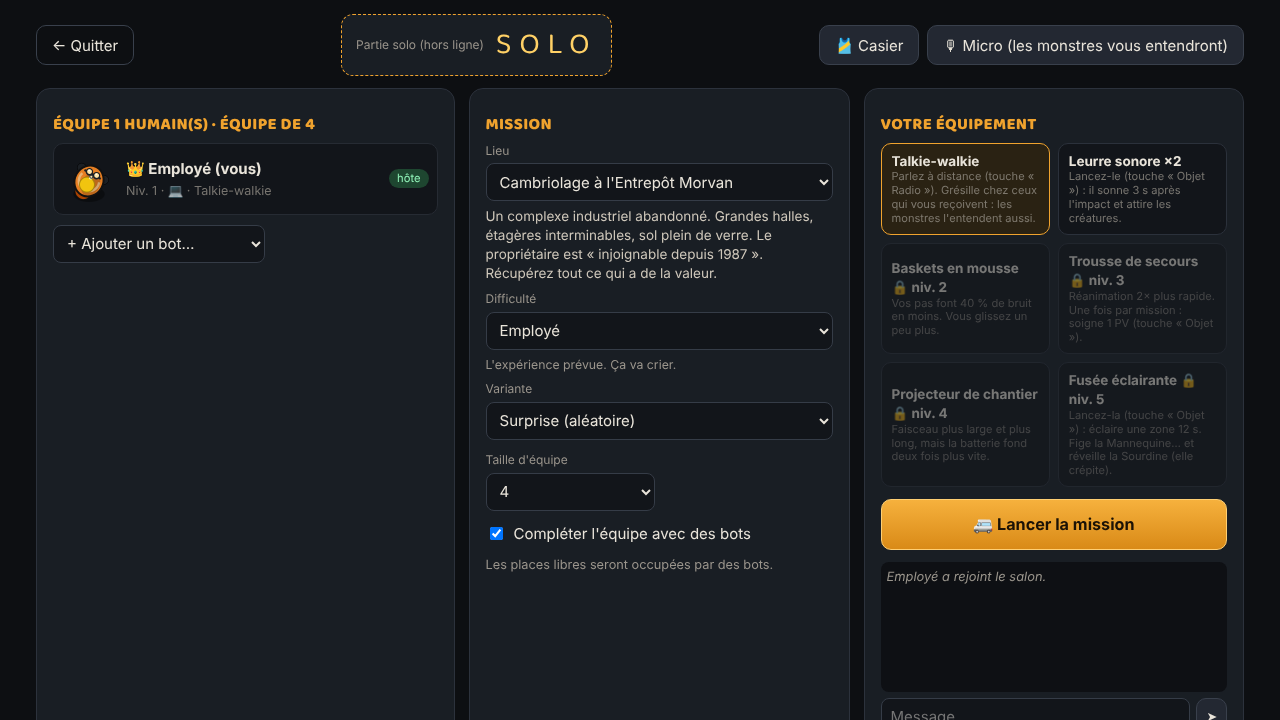 ← Quitter
Partie solo (hors ligne) SOLO
🎽 Casier
🎙 Micro (les monstres vous entendront)
ÉQUIPE 1 HUMAIN(S) · ÉQUIPE DE 4
👑 Employé (vous)
Niv. 1 · 💻 · Talkie-walkie
hôte
+ Ajouter un bot...
MISSION
Lieu
Cambriolage à l'Entrepôt Morvan
Un complexe industriel abandonné. Grandes halles,
étagères interminables, sol plein de verre. Le
propriétaire est « injoignable depuis 1987 ».
Récupérez tout ce qui a de la valeur.
Difficulté
Employé
L'expérience prévue. Ça va crier.
Variante
Surprise (aléatoire)
Taille d'équipe
4
Compléter l'équipe avec des bots
Les places libres seront occupées par des bots.
VOTRE ÉQUIPEMENT
Talkie-walkie
Parlez à distance (touche «
Radio »). Grésille chez ceux
qui vous reçoivent : les
monstres l'entendent aussi.
Leurre sonore ×2
Lancez-le (touche « Objet
») : il sonne 3 s après
l'impact et attire les
créatures.
Baskets en mousse
🔒 niv. 2
Vos pas font 40 % de bruit
en moins. Vous glissez un
peu plus.
Trousse de secours
🔒 niv. 3
Réanimation 2× plus rapide.
Une fois par mission :
soigne 1 PV (touche « Objet
»).
Projecteur de chantier
🔒 niv. 4
Faisceau plus large et plus
long, mais la batterie fond
deux fois plus vite.
Fusée éclairante 🔒
niv. 5
Lancez-la (touche « Objet
») : éclaire une zone 12 s.
Fige la Mannequine... et
réveille la Sourdine (elle
crépite).
🚐 Lancer la mission
Employé a rejoint le salon.
Message
➤